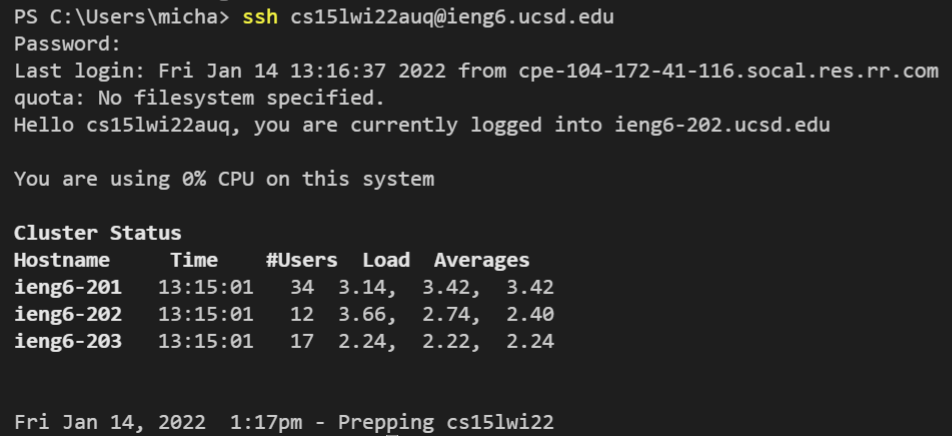 PS C:\Users\micha> ssh cs15lwi22auq@ieng6.ucsd.edu
Password:
Last login: Fri Jan 14 13:16:37 2022 from cpe-104-172-41-116.socal.res.rr.com
quota: No filesystem specified.
Hello cs15lwi22auq, you are currently logged into ieng6-202.ucsd.edu
You are using 0% CPU on this system
Cluster Status
Hostname     Time    #Users  Load  Averages
ieng6-201   13:15:01   34  3.14,  3.42,  3.42
ieng6-202   13:15:01   12  3.66,  2.74,  2.40
ieng6-203   13:15:01   17  2.24,  2.22,  2.24
Fri Jan 14, 2022  1:17pm - Prepping cs15lwi22